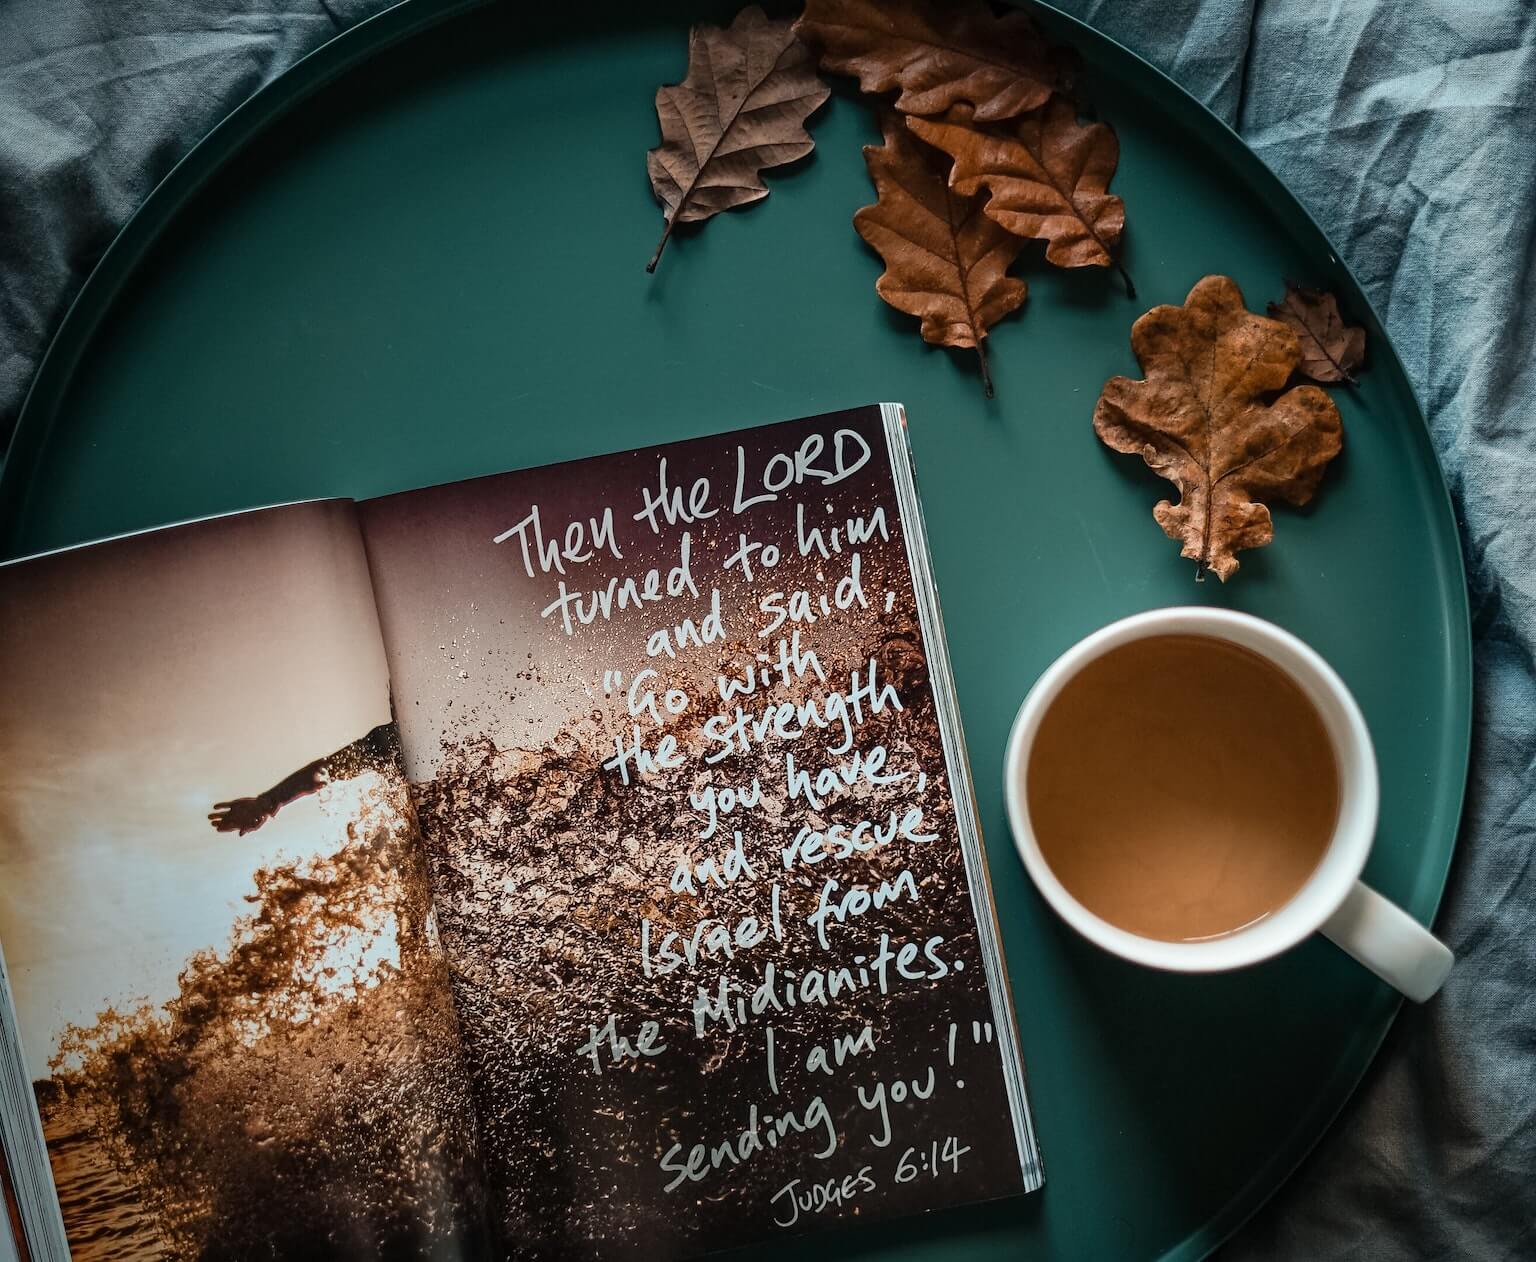 Then the LORD
turned to him
and said,
"Go with
the strength
you have,
and rescue
Israel from
the Midianites.
I am
sending you!"
JUDGES 6:14